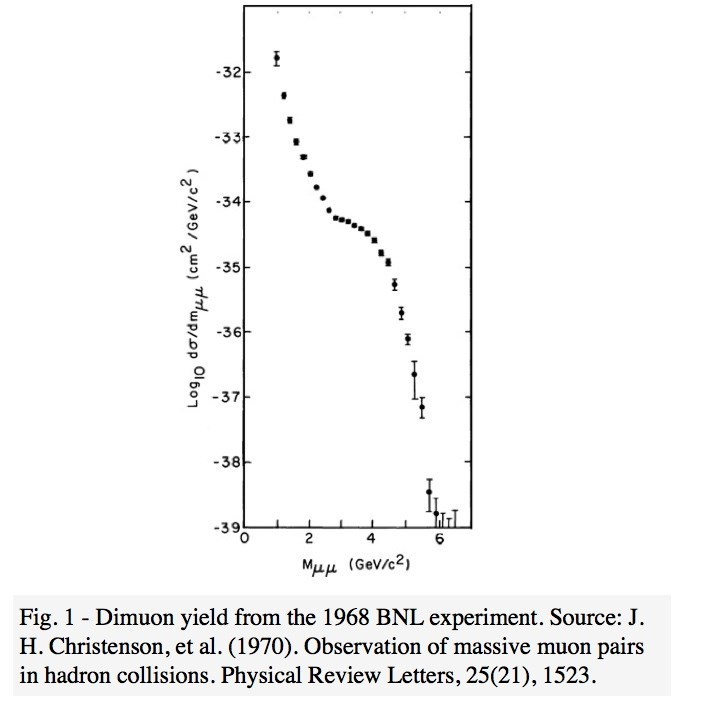 -32
-33
-34
-35
-36
-37
-38
-39
Log10 dσ/dmμμ (cm2 /GeV/c2)
0
2
4
6
Mμμ (GeV/c2)
Fig. 1 - Dimuon yield from the 1968 BNL experiment. Source: J.
H. Christenson, et al. (1970). Observation of massive muon pairs
in hadron collisions. Physical Review Letters, 25(21), 1523.